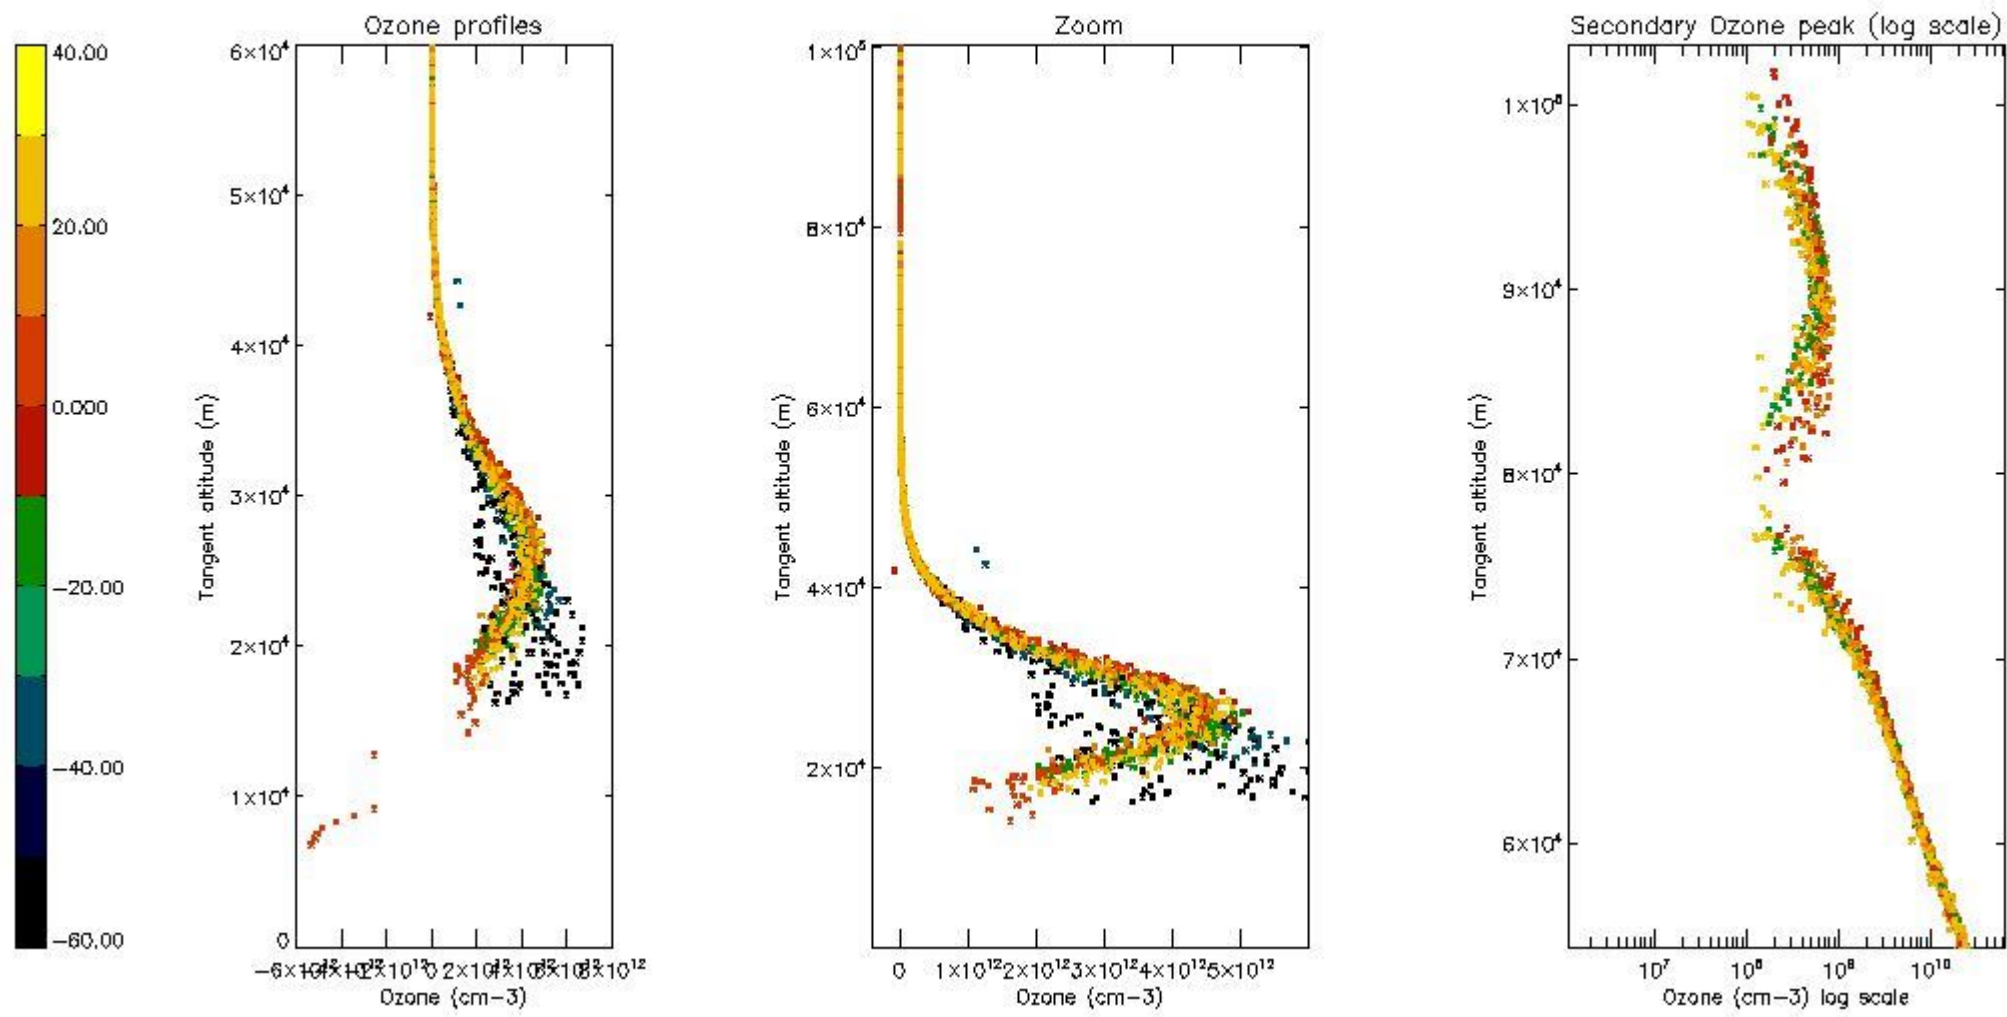 Ozone profiles
Zoom
Secondary Ozone peak (log scale)
40.00
20.00
0.000
−20.00
−40.00
−60.00
Tangent altitude (m)
6×10⁴
5×10⁴
4×10⁴
3×10⁴
2×10⁴
1×10⁴
0
0
8×10¹²
Ozone (cm−3)
Tangent altitude (m)
1×10⁵
8×10⁴
6×10⁴
4×10⁴
2×10⁴
0 1×10¹² 2×10¹² 3×10¹² 4×10¹² 5×10¹²
Ozone (cm−3)
Tangent altitude (m)
1×10⁵
9×10⁴
8×10⁴
7×10⁴
6×10⁴
10⁷ 10⁸ 10⁹ 10¹⁰
Ozone (cm−3) log scale